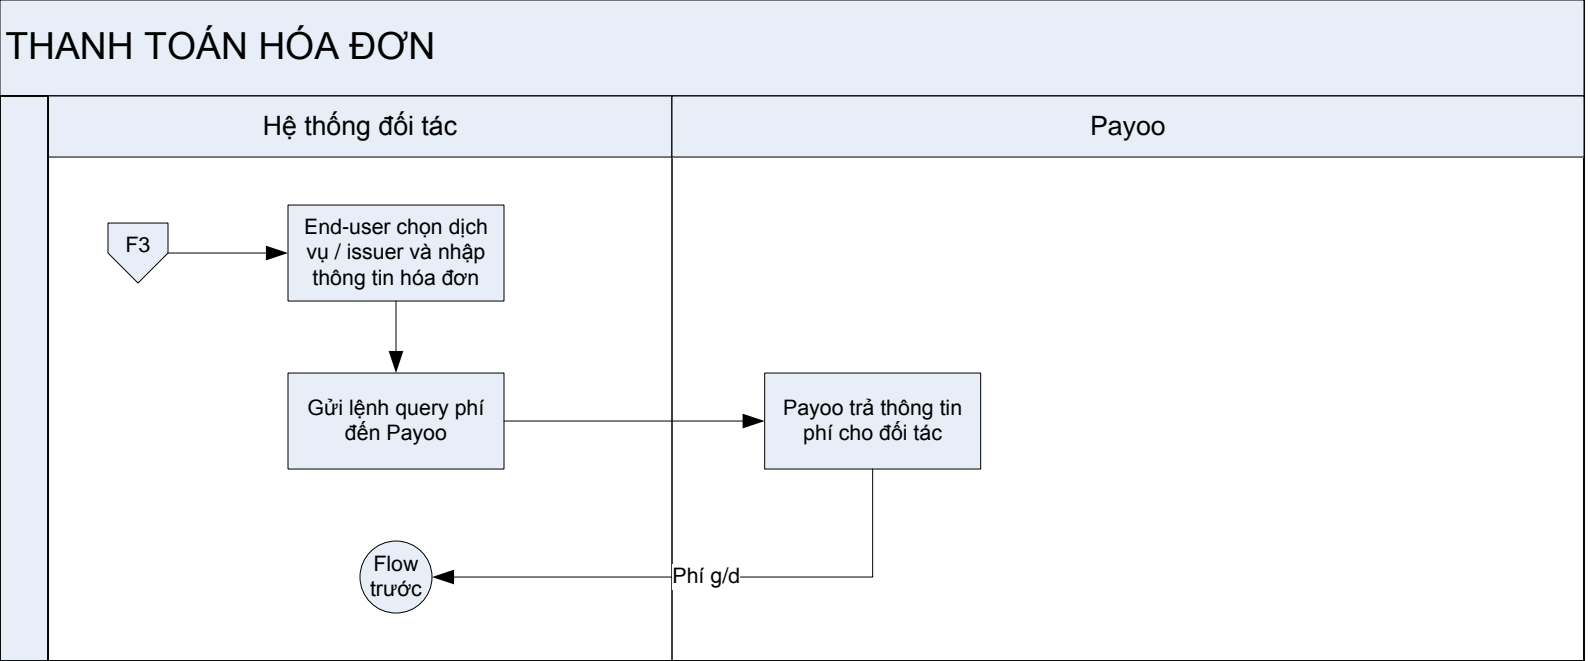 THANH TOÁN HÓA ĐƠN
Hệ thống đối tác
Payoo
F3
End-user chọn dịch
vụ / issuer và nhập
thông tin hóa đơn
Gửi lệnh query phí
đến Payoo
Payoo trả thông tin
phí cho đối tác
Phí g/d
Flow
trước